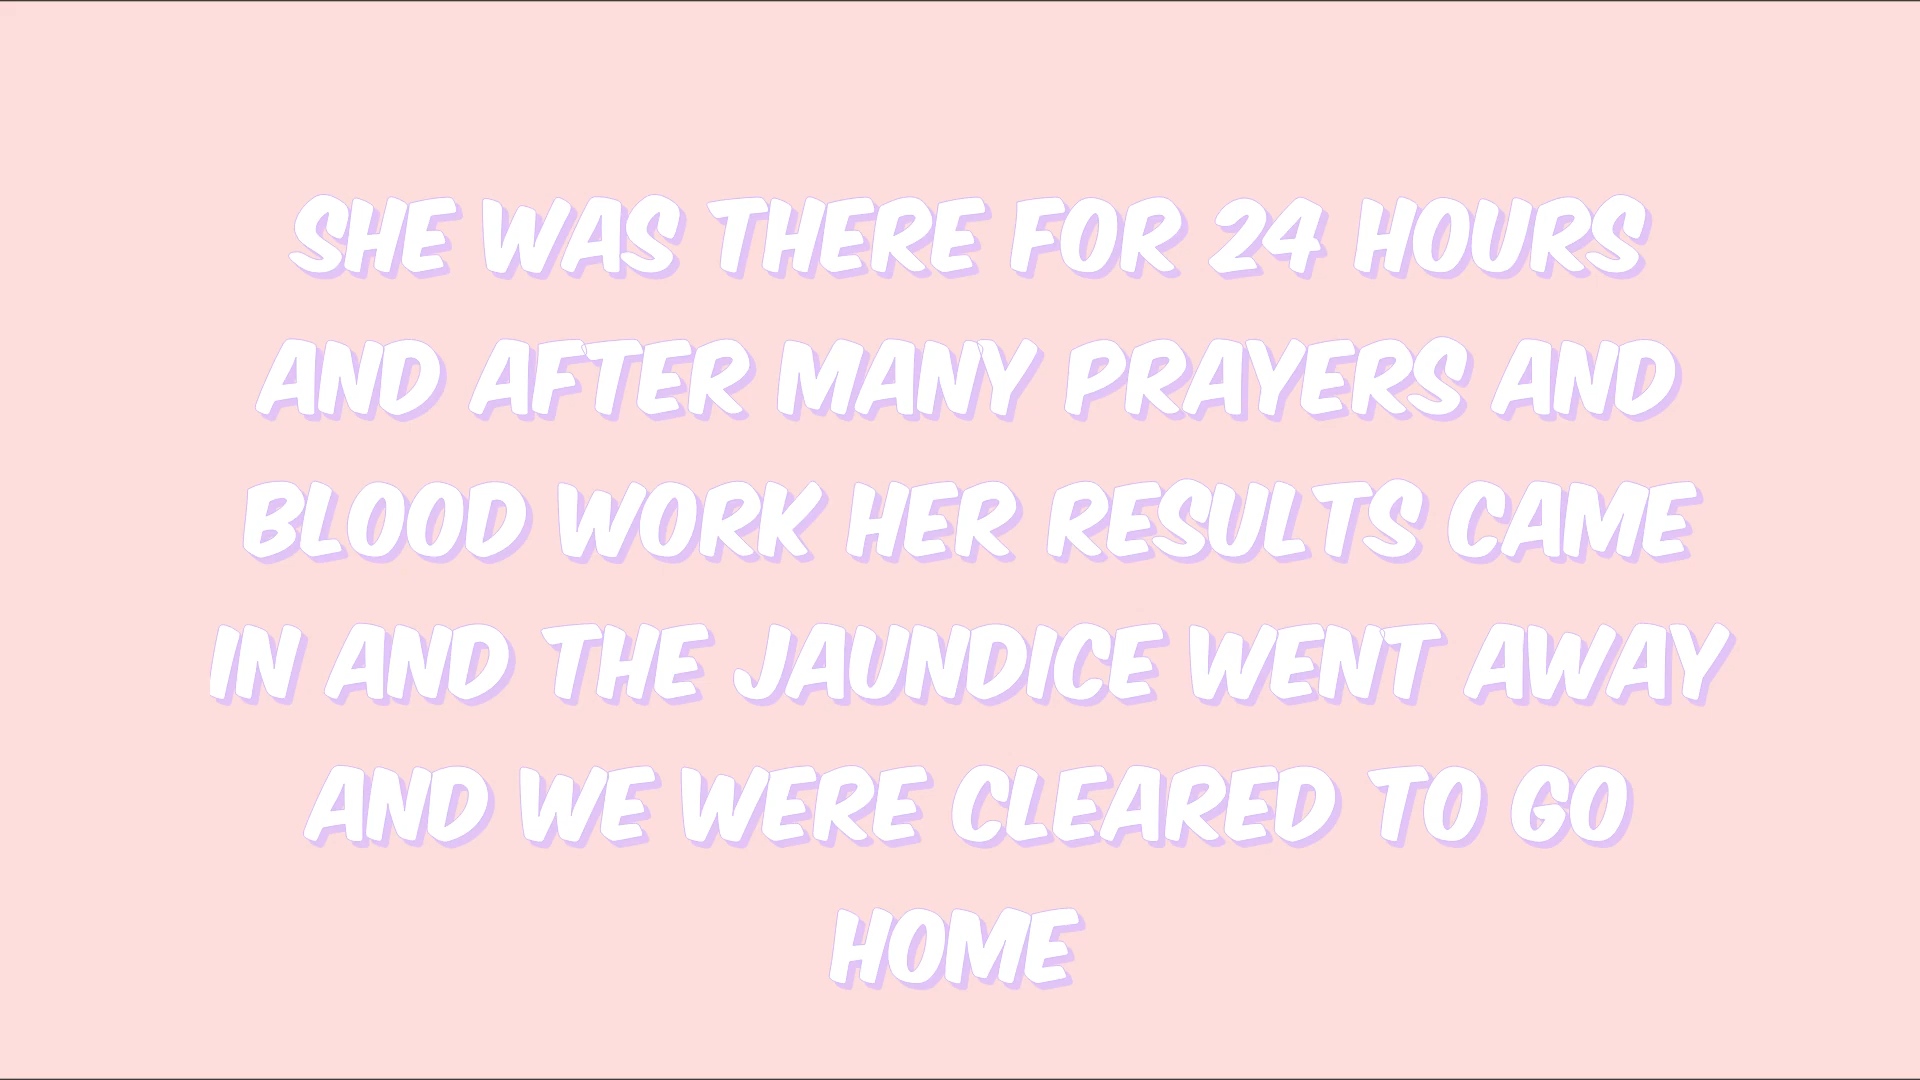 SHE WAS THERE FOR 24 HOURS
AND AFTER MANY PRAYERS AND
BLOOD WORK HER RESULTS CAME
IN AND THE JAUNDICE WENT AWAY
AND WE WERE CLEARED TO GO
HOME